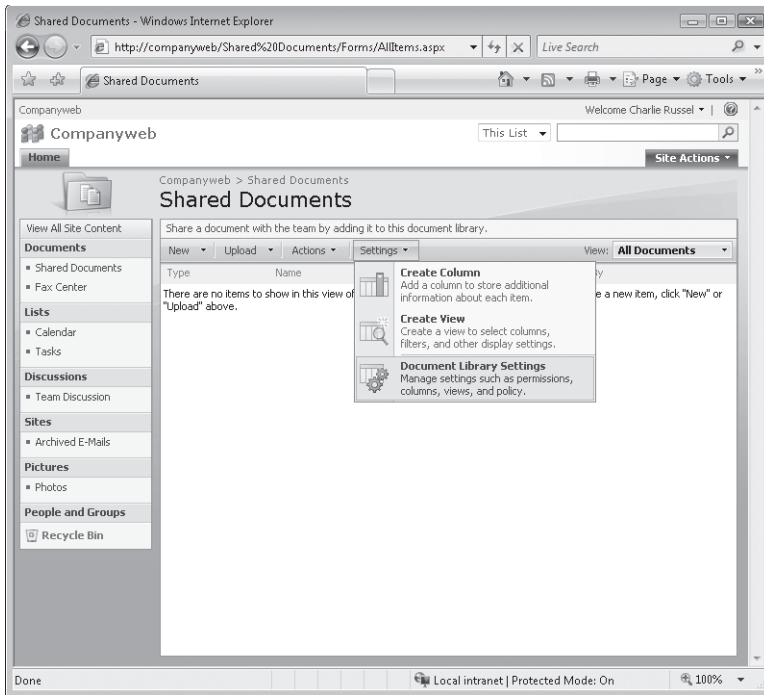 Shared Documents - Windows Internet Explorer
http://companyweb/Shared%20Documents/Forms/AllItems.aspx
Live Search
Shared Documents
Page
Tools
Companyweb
Welcome Charlie Russel
Companyweb
This List
Home
Site Actions
Companyweb > Shared Documents
Shared Documents
View All Site Content
Documents
Shared Documents
Fax Center
Lists
Calendar
Tasks
Discussions
Team Discussion
Sites
Archived E-Mails
Pictures
Photos
People and Groups
Recycle Bin
Share a document with the team by adding it to this document library.
New Upload Actions Settings View: All Documents
Type Name By
There are no items to show in this view of e a new item, click "New" or
"Upload" above.
Create Column
Add a column to store additional
information about each item.
Create View
Create a view to select columns,
filters, and other display settings.
Document Library Settings
Manage settings such as permissions,
columns, views, and policy.
Done
Local intranet | Protected Mode: On
100%